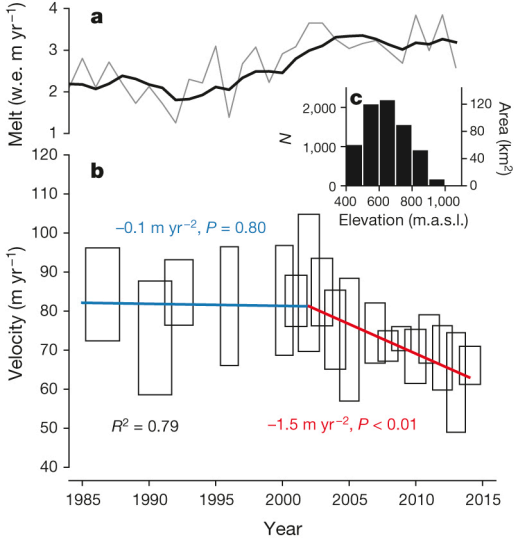 a
Melt (w.e. m yr⁻¹)
4
3
2
1
c
N
2,000
1,000
0
120
80
40
0
Area (km²)
400 600 800 1,000
Elevation (m.a.s.l.)
b
Velocity (m yr⁻¹)
120
110
100
90
80
70
60
50
40
–0.1 m yr⁻², P = 0.80
R² = 0.79
–1.5 m yr⁻², P < 0.01
1985 1990 1995 2000 2005 2010 2015
Year